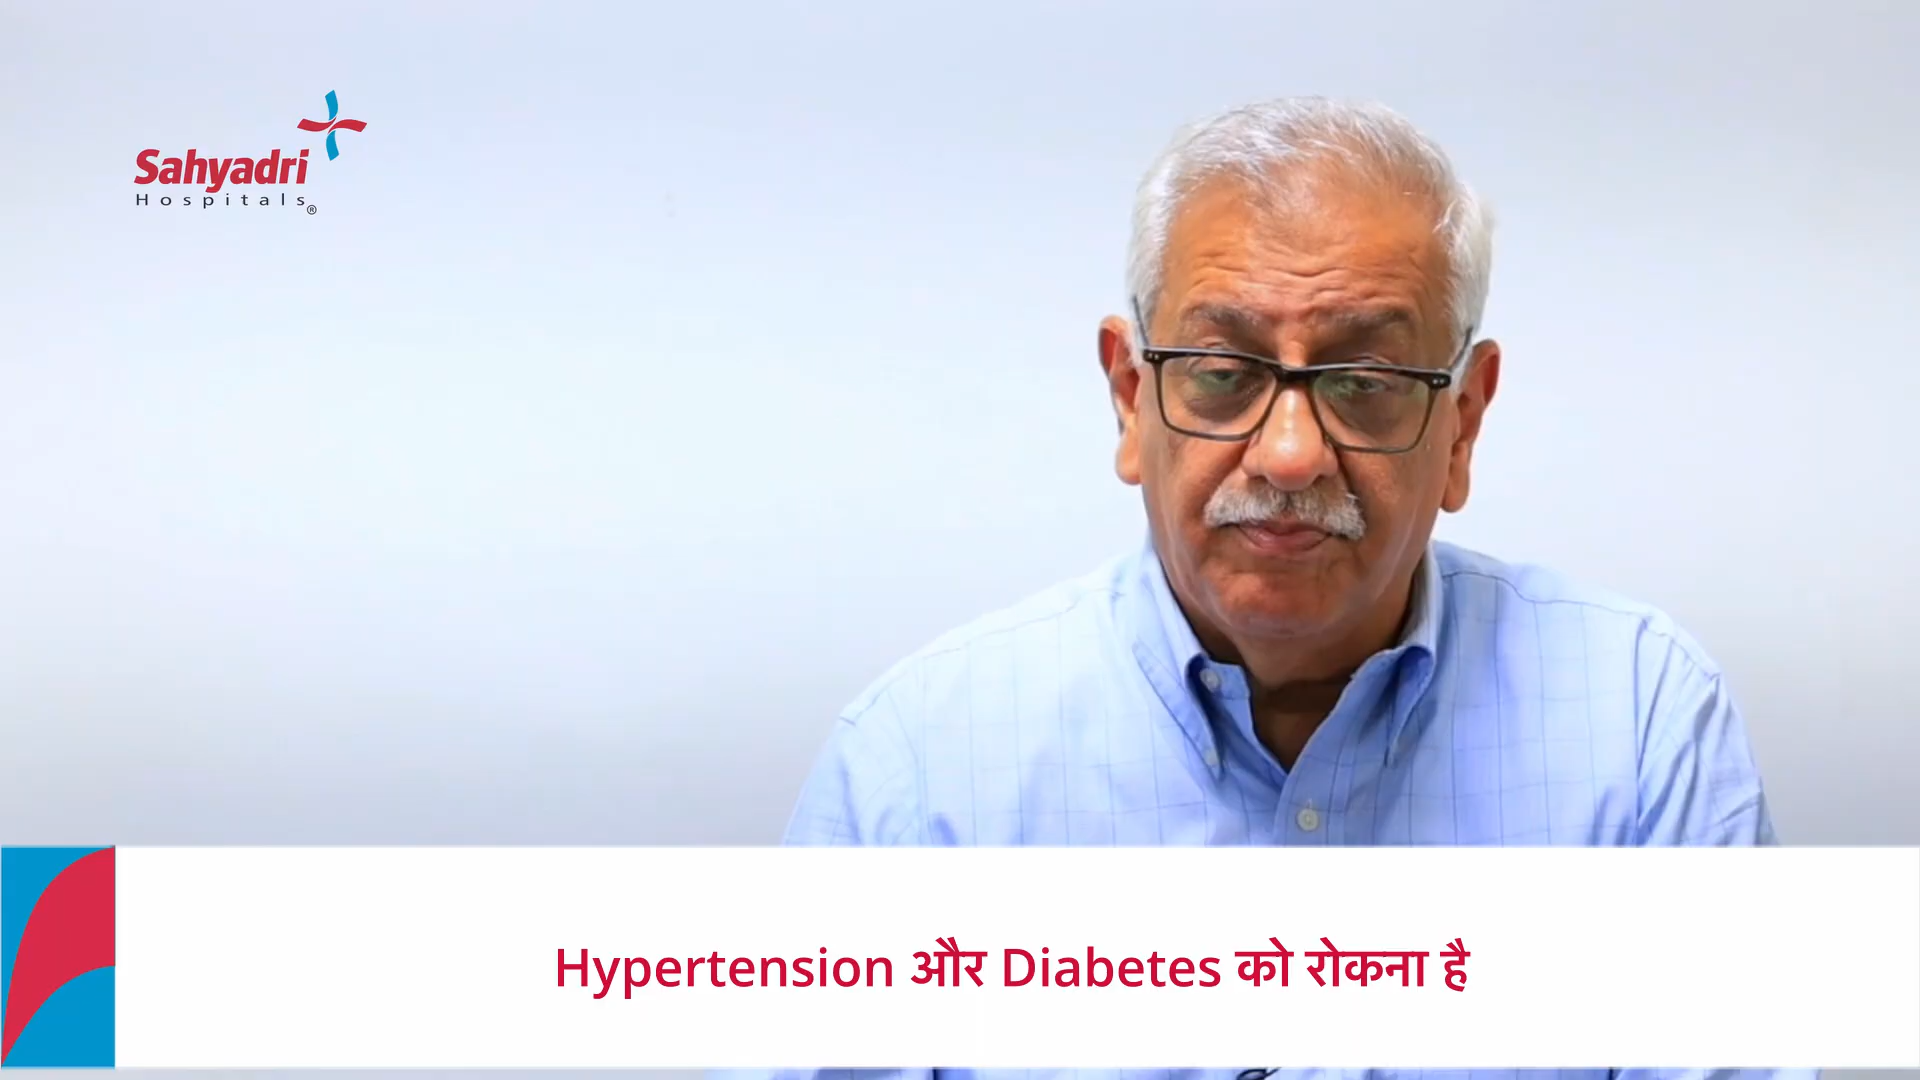 Sahyadri
Hospitals®
Hypertension और Diabetes को रोकना है